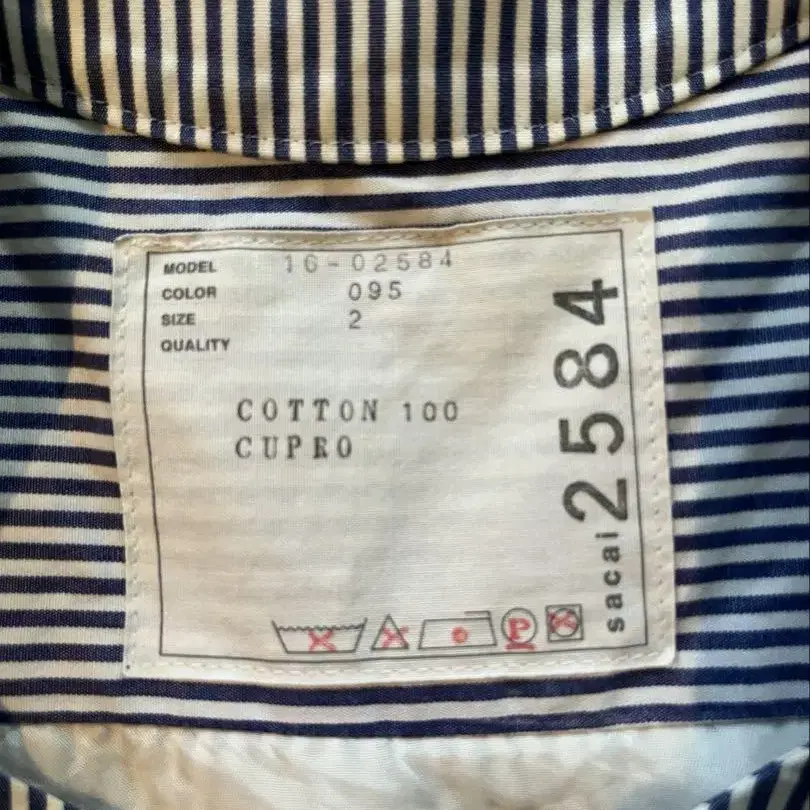 MODEL 16-02584
COLOR 095
SIZE 2
QUALITY
COTTON 100
CUPRO
sacai 2584
P